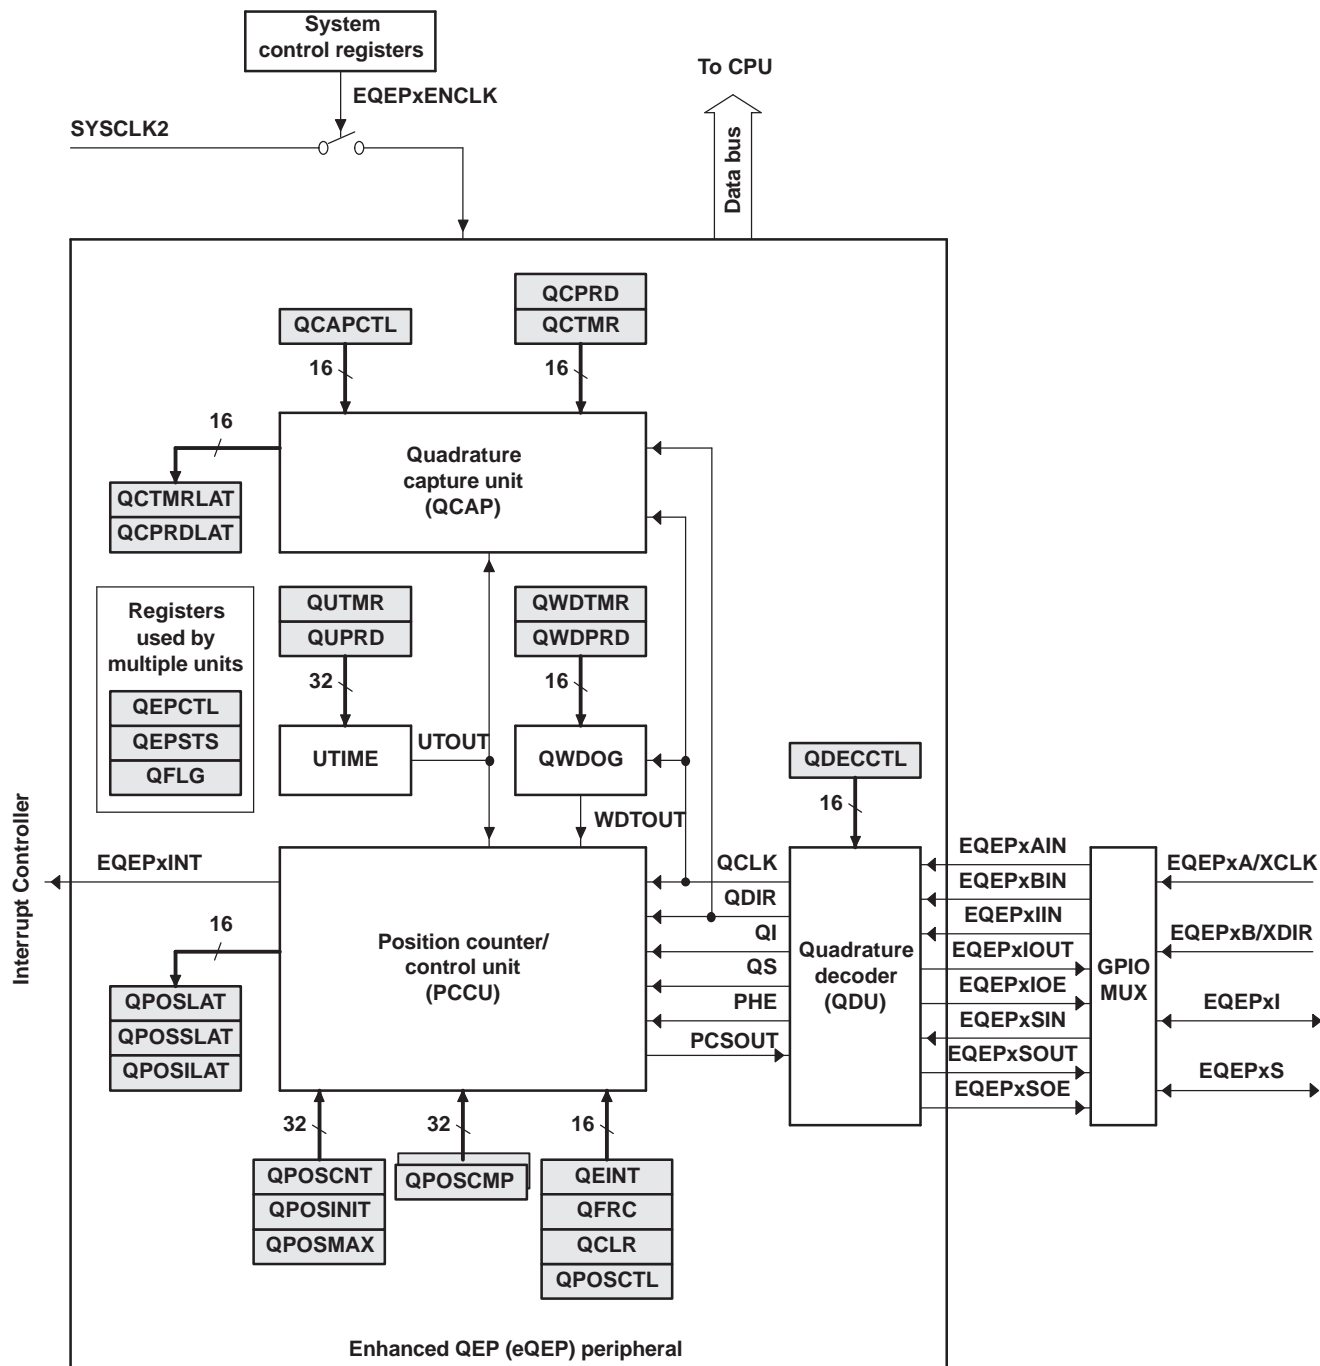 System
control registers
To CPU
EQEPxENCLK
SYSCLK2
Data bus
QCPRD
QCAPCTL
QCTMR
16
16
16
Quadrature
capture unit
(QCAP)
QCTMRLAT
QCPRDLAT
Registers
used by
multiple units
QEPCTL
QEPSTS
QFLG
QUTMR
QUPRD
32
QWDTMR
QWDPRD
16
UTIME
UTOUT
QWDOG
WDTOUT
QDECCTL
16
Interrupt Controller
EQEPxINT
16
QPOSLAT
QPOSSLAT
QPOSILAT
Position counter/
control unit
(PCCU)
QCLK
QDIR
QI
QS
PHE
PCSOUT
Quadrature
decoder
(QDU)
EQEPxAIN
EQEPxBIN
EQEPxIIN
EQEPxIOUT
EQEPxIOE
EQEPxSIN
EQEPxSOUT
EQEPxSOE
GPIO
MUX
EQEPxA/XCLK
EQEPxB/XDIR
EQEPxI
EQEPxS
32
32
16
QPOSCNT
QPOSINIT
QPOSMAX
QPOSCMP
QEINT
QFRC
QCLR
QPOSCTL
Enhanced QEP (eQEP) peripheral